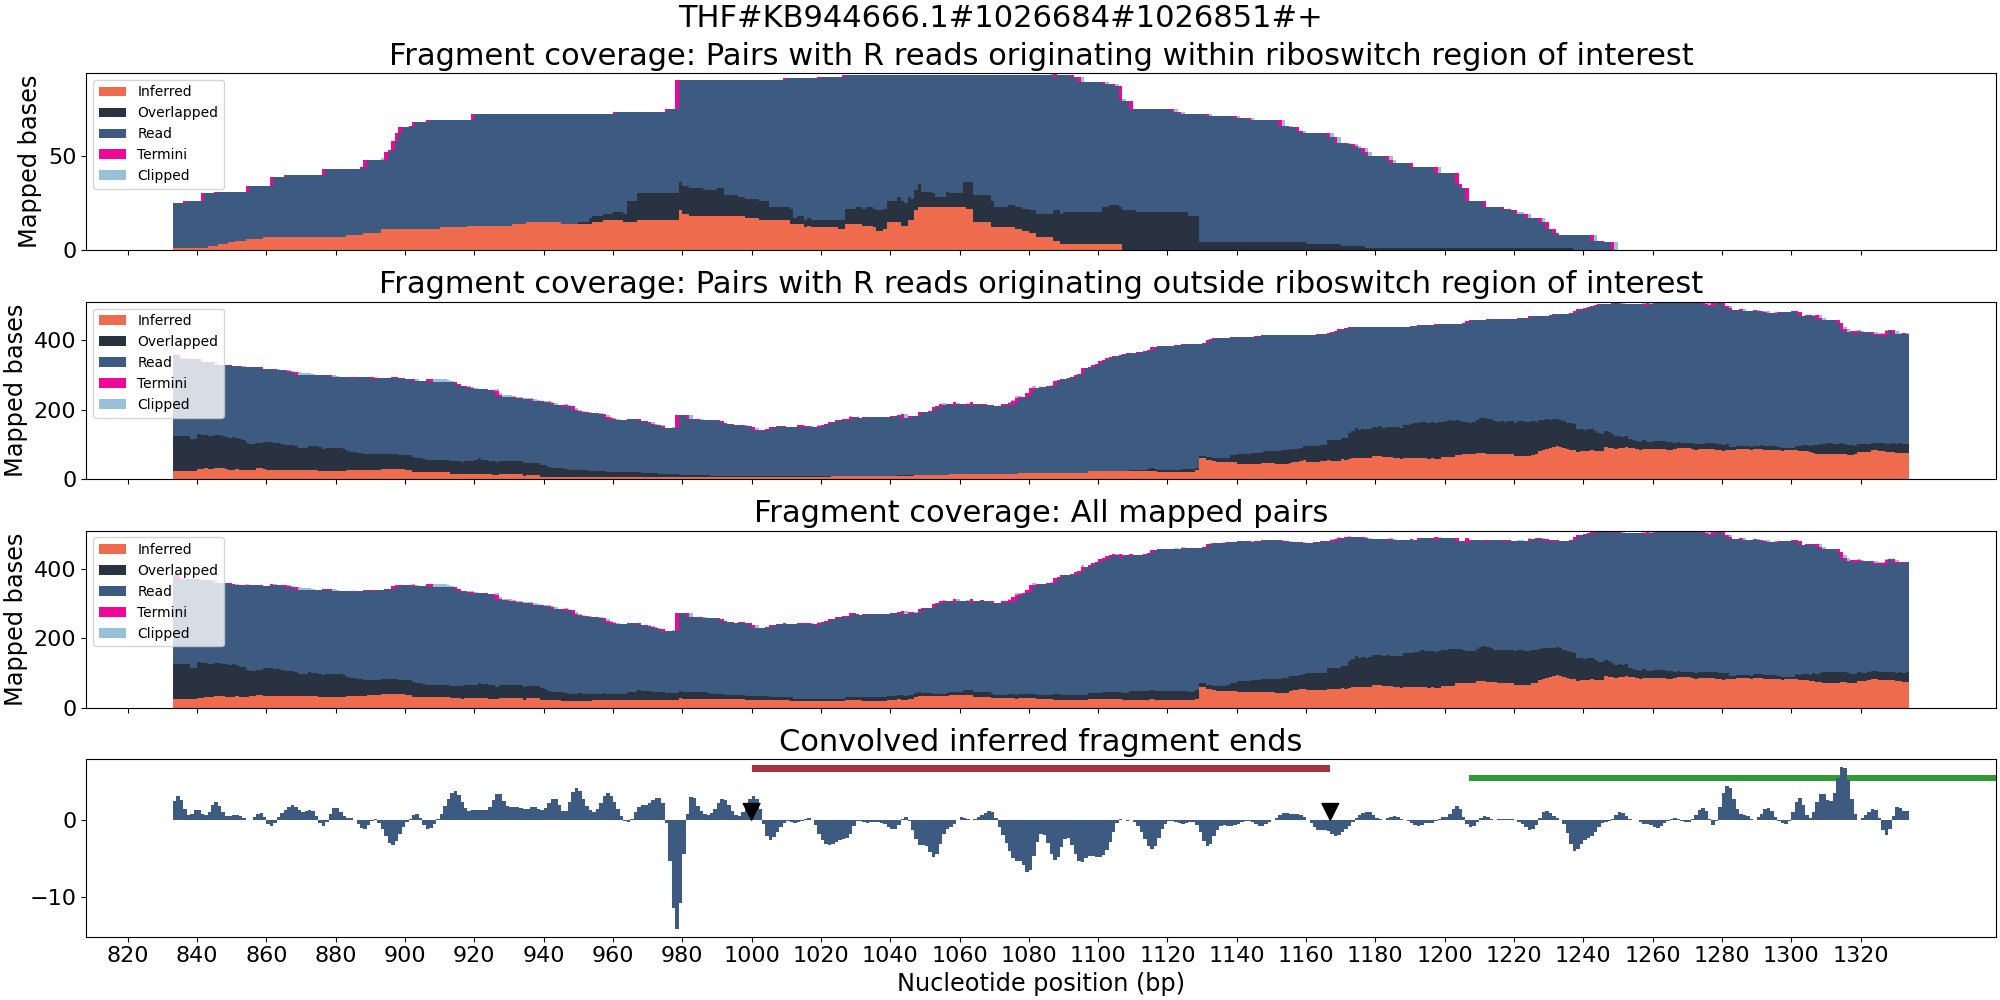 THF#KB944666.1#1026684#1026851#+
Fragment coverage: Pairs with R reads originating within riboswitch region of interest
Mapped bases
50
0
Inferred
Overlapped
Read
Termini
Clipped
Fragment coverage: Pairs with R reads originating outside riboswitch region of interest
Mapped bases
400
200
0
Inferred
Overlapped
Read
Termini
Clipped
Fragment coverage: All mapped pairs
Mapped bases
400
200
0
Inferred
Overlapped
Read
Termini
Clipped
Convolved inferred fragment ends
0
−10
820 840 860 880 900 920 940 960 980 1000 1020 1040 1060 1080 1100 1120 1140 1160 1180 1200 1220 1240 1260 1280 1300 1320
Nucleotide position (bp)